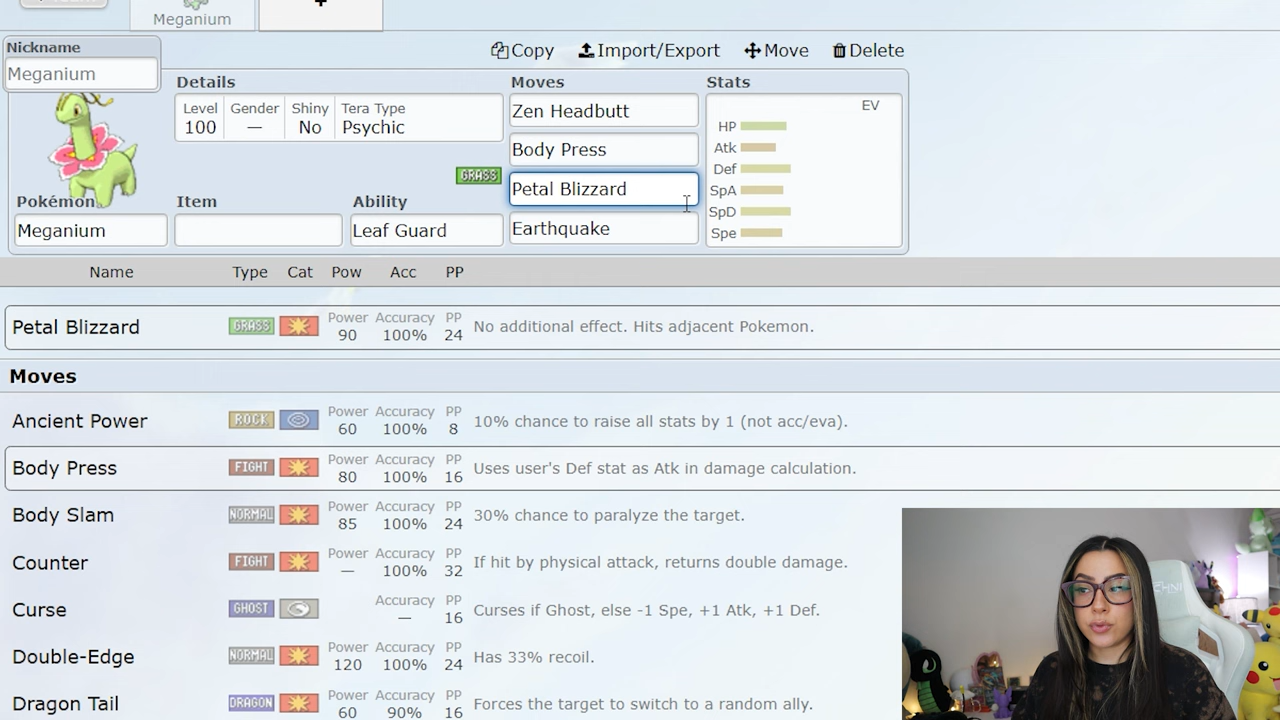 Meganium
+
Nickname
Meganium
Copy
Import/Export
Move
Delete
Details
Level
100
Gender
—
Shiny
No
Tera Type
Psychic
GRASS
Pokémon
Meganium
Item
Ability
Leaf Guard
Moves
Zen Headbutt
Body Press
Petal Blizzard
Earthquake
Stats
EV
HP
Atk
Def
SpA
SpD
Spe
Name Type Cat Pow Acc PP
Petal Blizzard GRASS Power 90 Accuracy 100% PP 24 No additional effect. Hits adjacent Pokemon.
Moves
Ancient Power ROCK Power 60 Accuracy 100% PP 8 10% chance to raise all stats by 1 (not acc/eva).
Body Press FIGHT Power 80 Accuracy 100% PP 16 Uses user's Def stat as Atk in damage calculation.
Body Slam NORMAL Power 85 Accuracy 100% PP 24 30% chance to paralyze the target.
Counter FIGHT Power — Accuracy 100% PP 32 If hit by physical attack, returns double damage.
Curse GHOST Accuracy — PP 16 Curses if Ghost, else -1 Spe, +1 Atk, +1 Def.
Double-Edge NORMAL Power 120 Accuracy 100% PP 24 Has 33% recoil.
Dragon Tail DRAGON Power 60 Accuracy 90% PP 16 Forces the target to switch to a random ally.